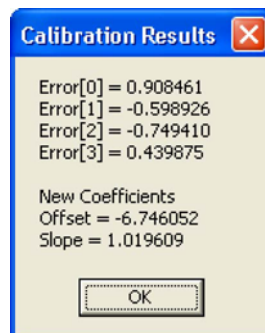 Calibration Results
Error[0] = 0.908461
Error[1] = -0.598926
Error[2] = -0.749410
Error[3] = 0.439875
New Coefficients
Offset = -6.746052
Slope = 1.019609
OK